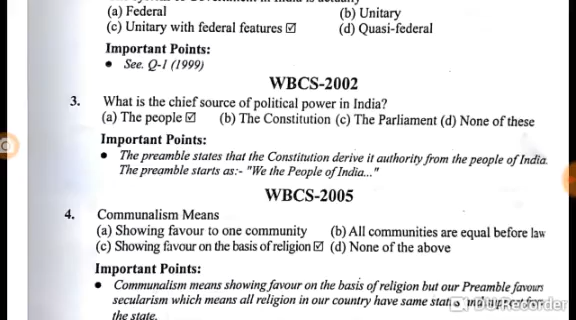 (a) Federal (b) Unitary
(c) Unitary with federal features ☑ (d) Quasi-federal
Important Points:
• See. Q-1 (1999)
WBCS-2002
3. What is the chief source of political power in India?
(a) The people ☑ (b) The Constitution (c) The Parliament (d) None of these
Important Points:
• The preamble states that the Constitution derive it authority from the people of India.
The preamble starts as:- "We the People of India..."
WBCS-2005
4. Communalism Means
(a) Showing favour to one community (b) All communities are equal before law
(c) Showing favour on the basis of religion ☑ (d) None of the above
Important Points:
• Communalism means showing favour on the basis of religion but our Preamble favours
secularism which means all religion in our country have same status and support from
the state.
Recorder